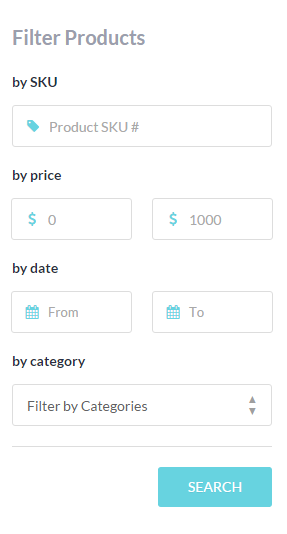 Filter Products
by SKU
Product SKU #
by price
$ 0 $ 1000
by date
From To
by category
Filter by Categories
SEARCH